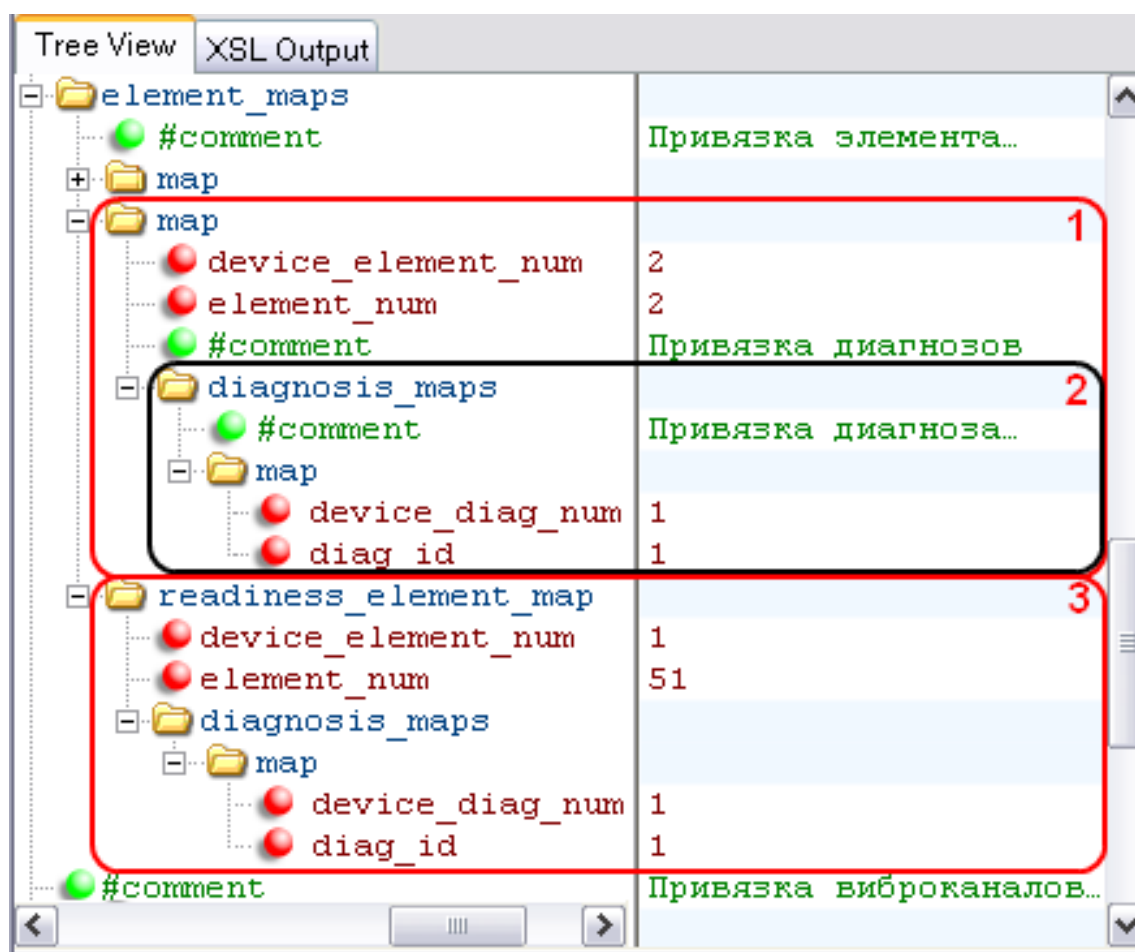 Tree View XSL Output
element_maps
#comment Привязка элемента…
map
map 1
device_element_num 2
element_num 2
#comment Привязка диагнозов
diagnosis_maps 2
#comment Привязка диагноза…
map
device_diag_num 1
diag_id 1
readiness_element_map 3
device_element_num 1
element_num 51
diagnosis_maps
map
device_diag_num 1
diag_id 1
#comment Привязка виброканалов…